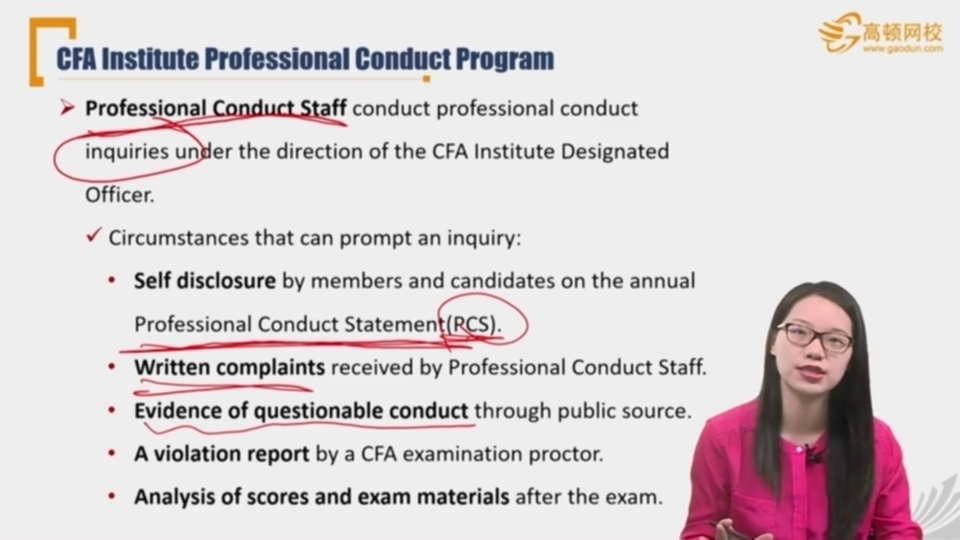 CFA Institute Professional Conduct Program
高顿网校
www.gaodun.com
Professional Conduct Staff conduct professional conduct
inquiries under the direction of the CFA Institute Designated
Officer.
Circumstances that can prompt an inquiry:
Self disclosure by members and candidates on the annual
Professional Conduct Statement(PCS).
Written complaints received by Professional Conduct Staff.
Evidence of questionable conduct through public source.
A violation report by a CFA examination proctor.
Analysis of scores and exam materials after the exam.